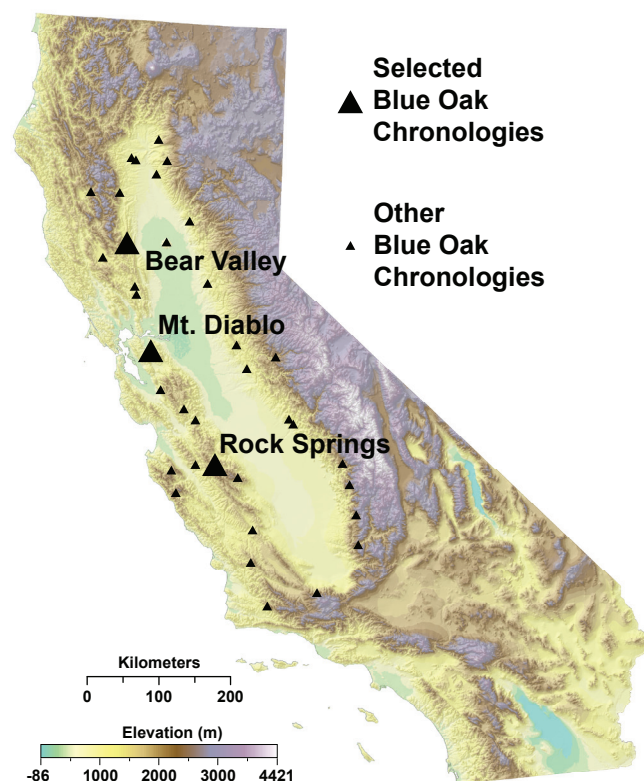 Selected
Blue Oak
Chronologies
Other
Blue Oak
Chronologies
Bear Valley
Mt. Diablo
Rock Springs
Kilometers
0 100 200
Elevation (m)
-86 1000 2000 3000 4421